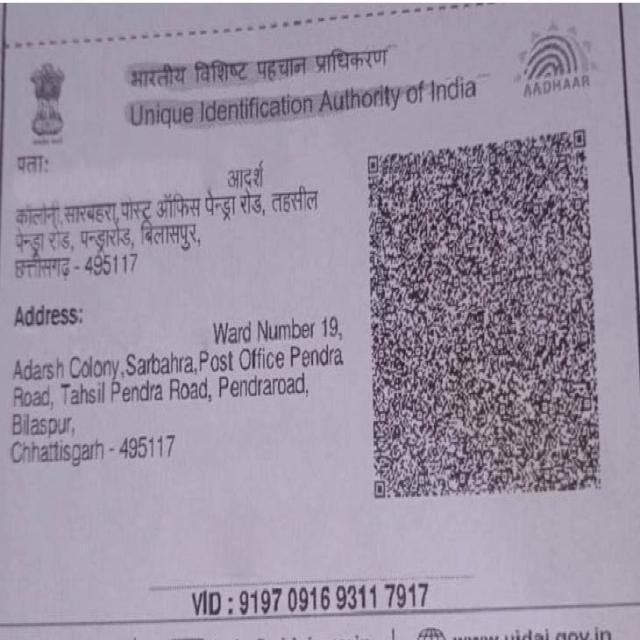 भारतीय विशिष्ट पहचान प्राधिकरण
Unique Identification Authority of India
AADHAAR
पता:
आदर्श
कॉलोनी,सारबहरा,पोस्ट ऑफिस पेन्ड्रा रोड, तहसील
पेन्ड्रा रोड, पन्ड्रारोड, बिलासपुर,
छत्तीसगढ़ - 495117
Address:
Ward Number 19,
Adarsh Colony,Sarbahra,Post Office Pendra
Road, Tahsil Pendra Road, Pendraroad,
Bilaspur,
Chhattisgarh - 495117
VID : 9197 0916 9311 7917
www.uidai.gov.in